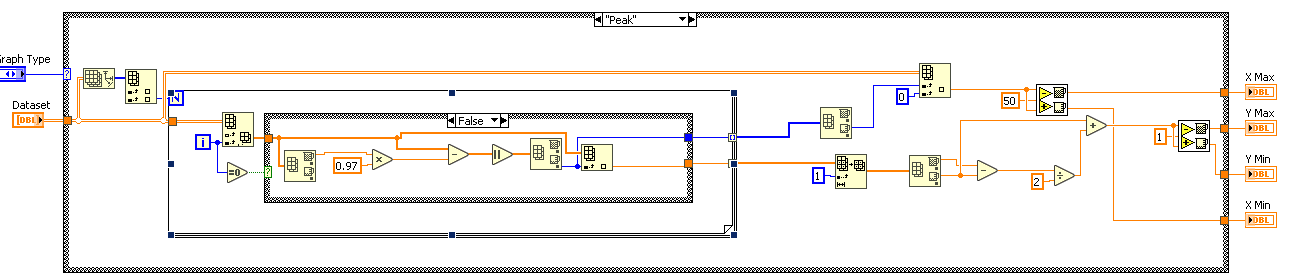 "Peak"
Graph Type
?
Dataset
[DBL]
N
i
=0
False
?
0.97
×
-
||
0
1
50
-
+
2
÷
+
1
-
+
X Max
DBL
Y Max
DBL
Y Min
DBL
X Min
DBL